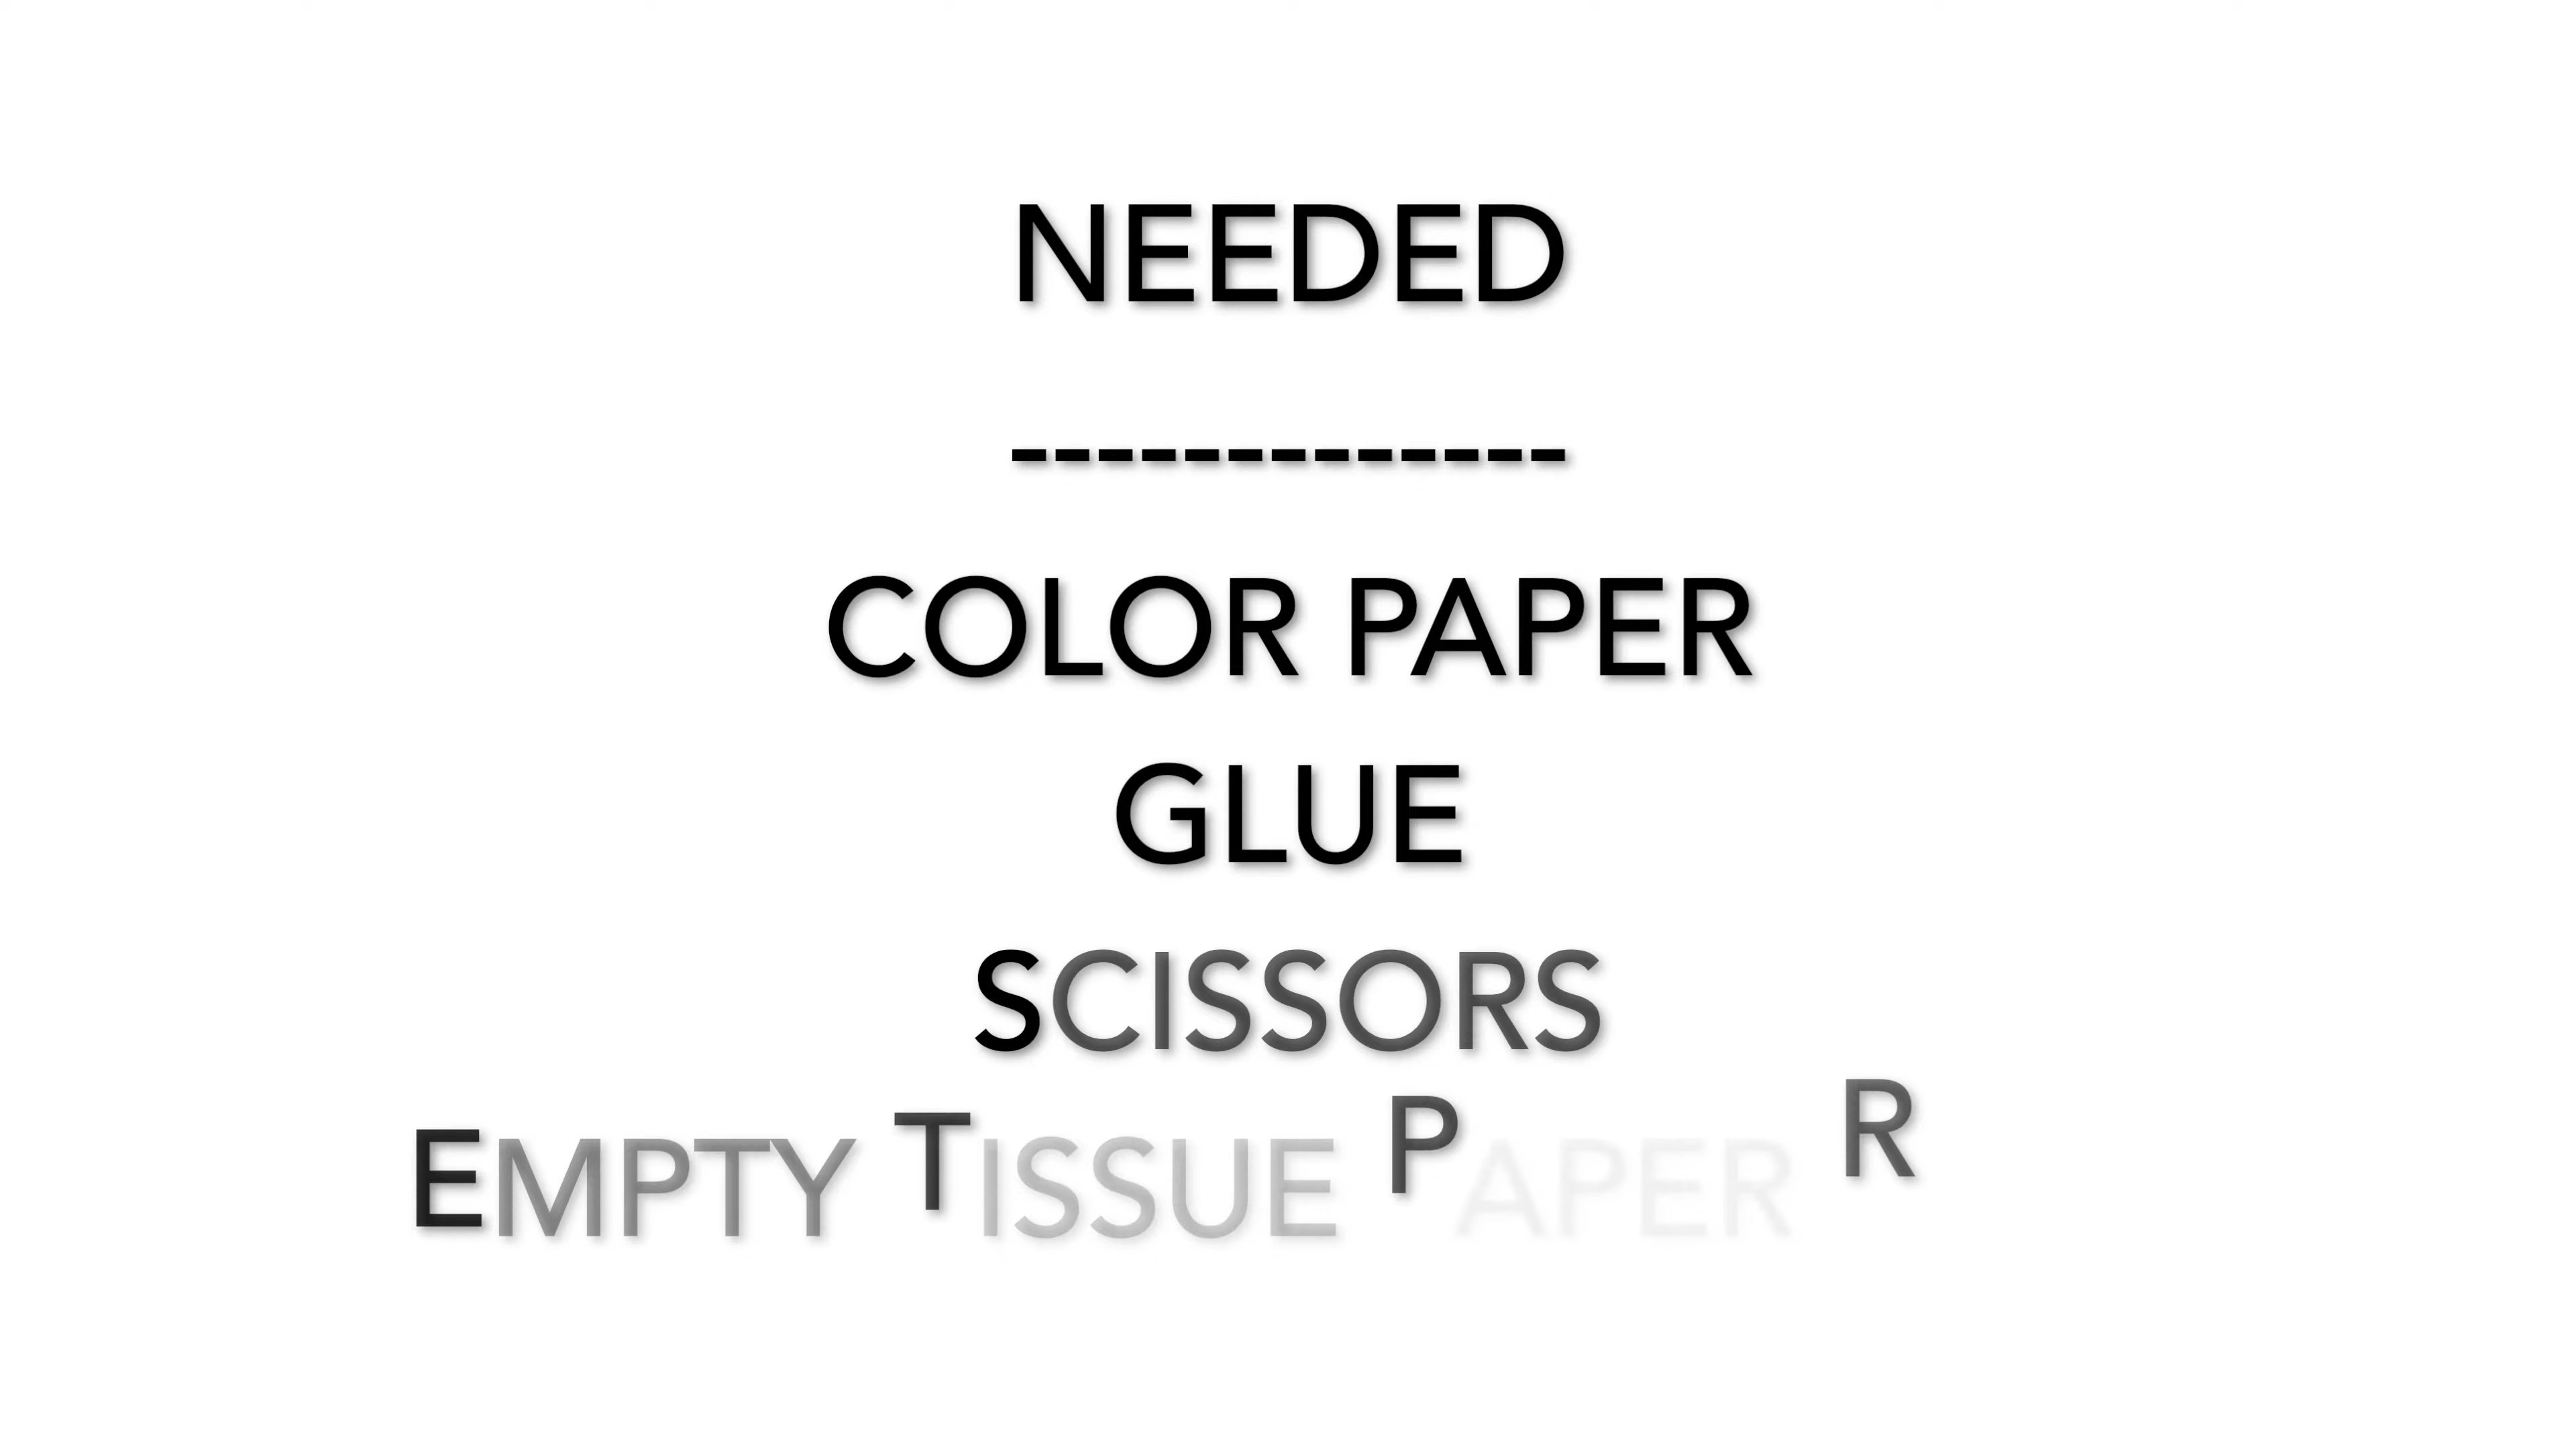 NEEDED
--------------
COLOR PAPER
GLUE
SCISSORS
EMPTY TISSUE PAPER R